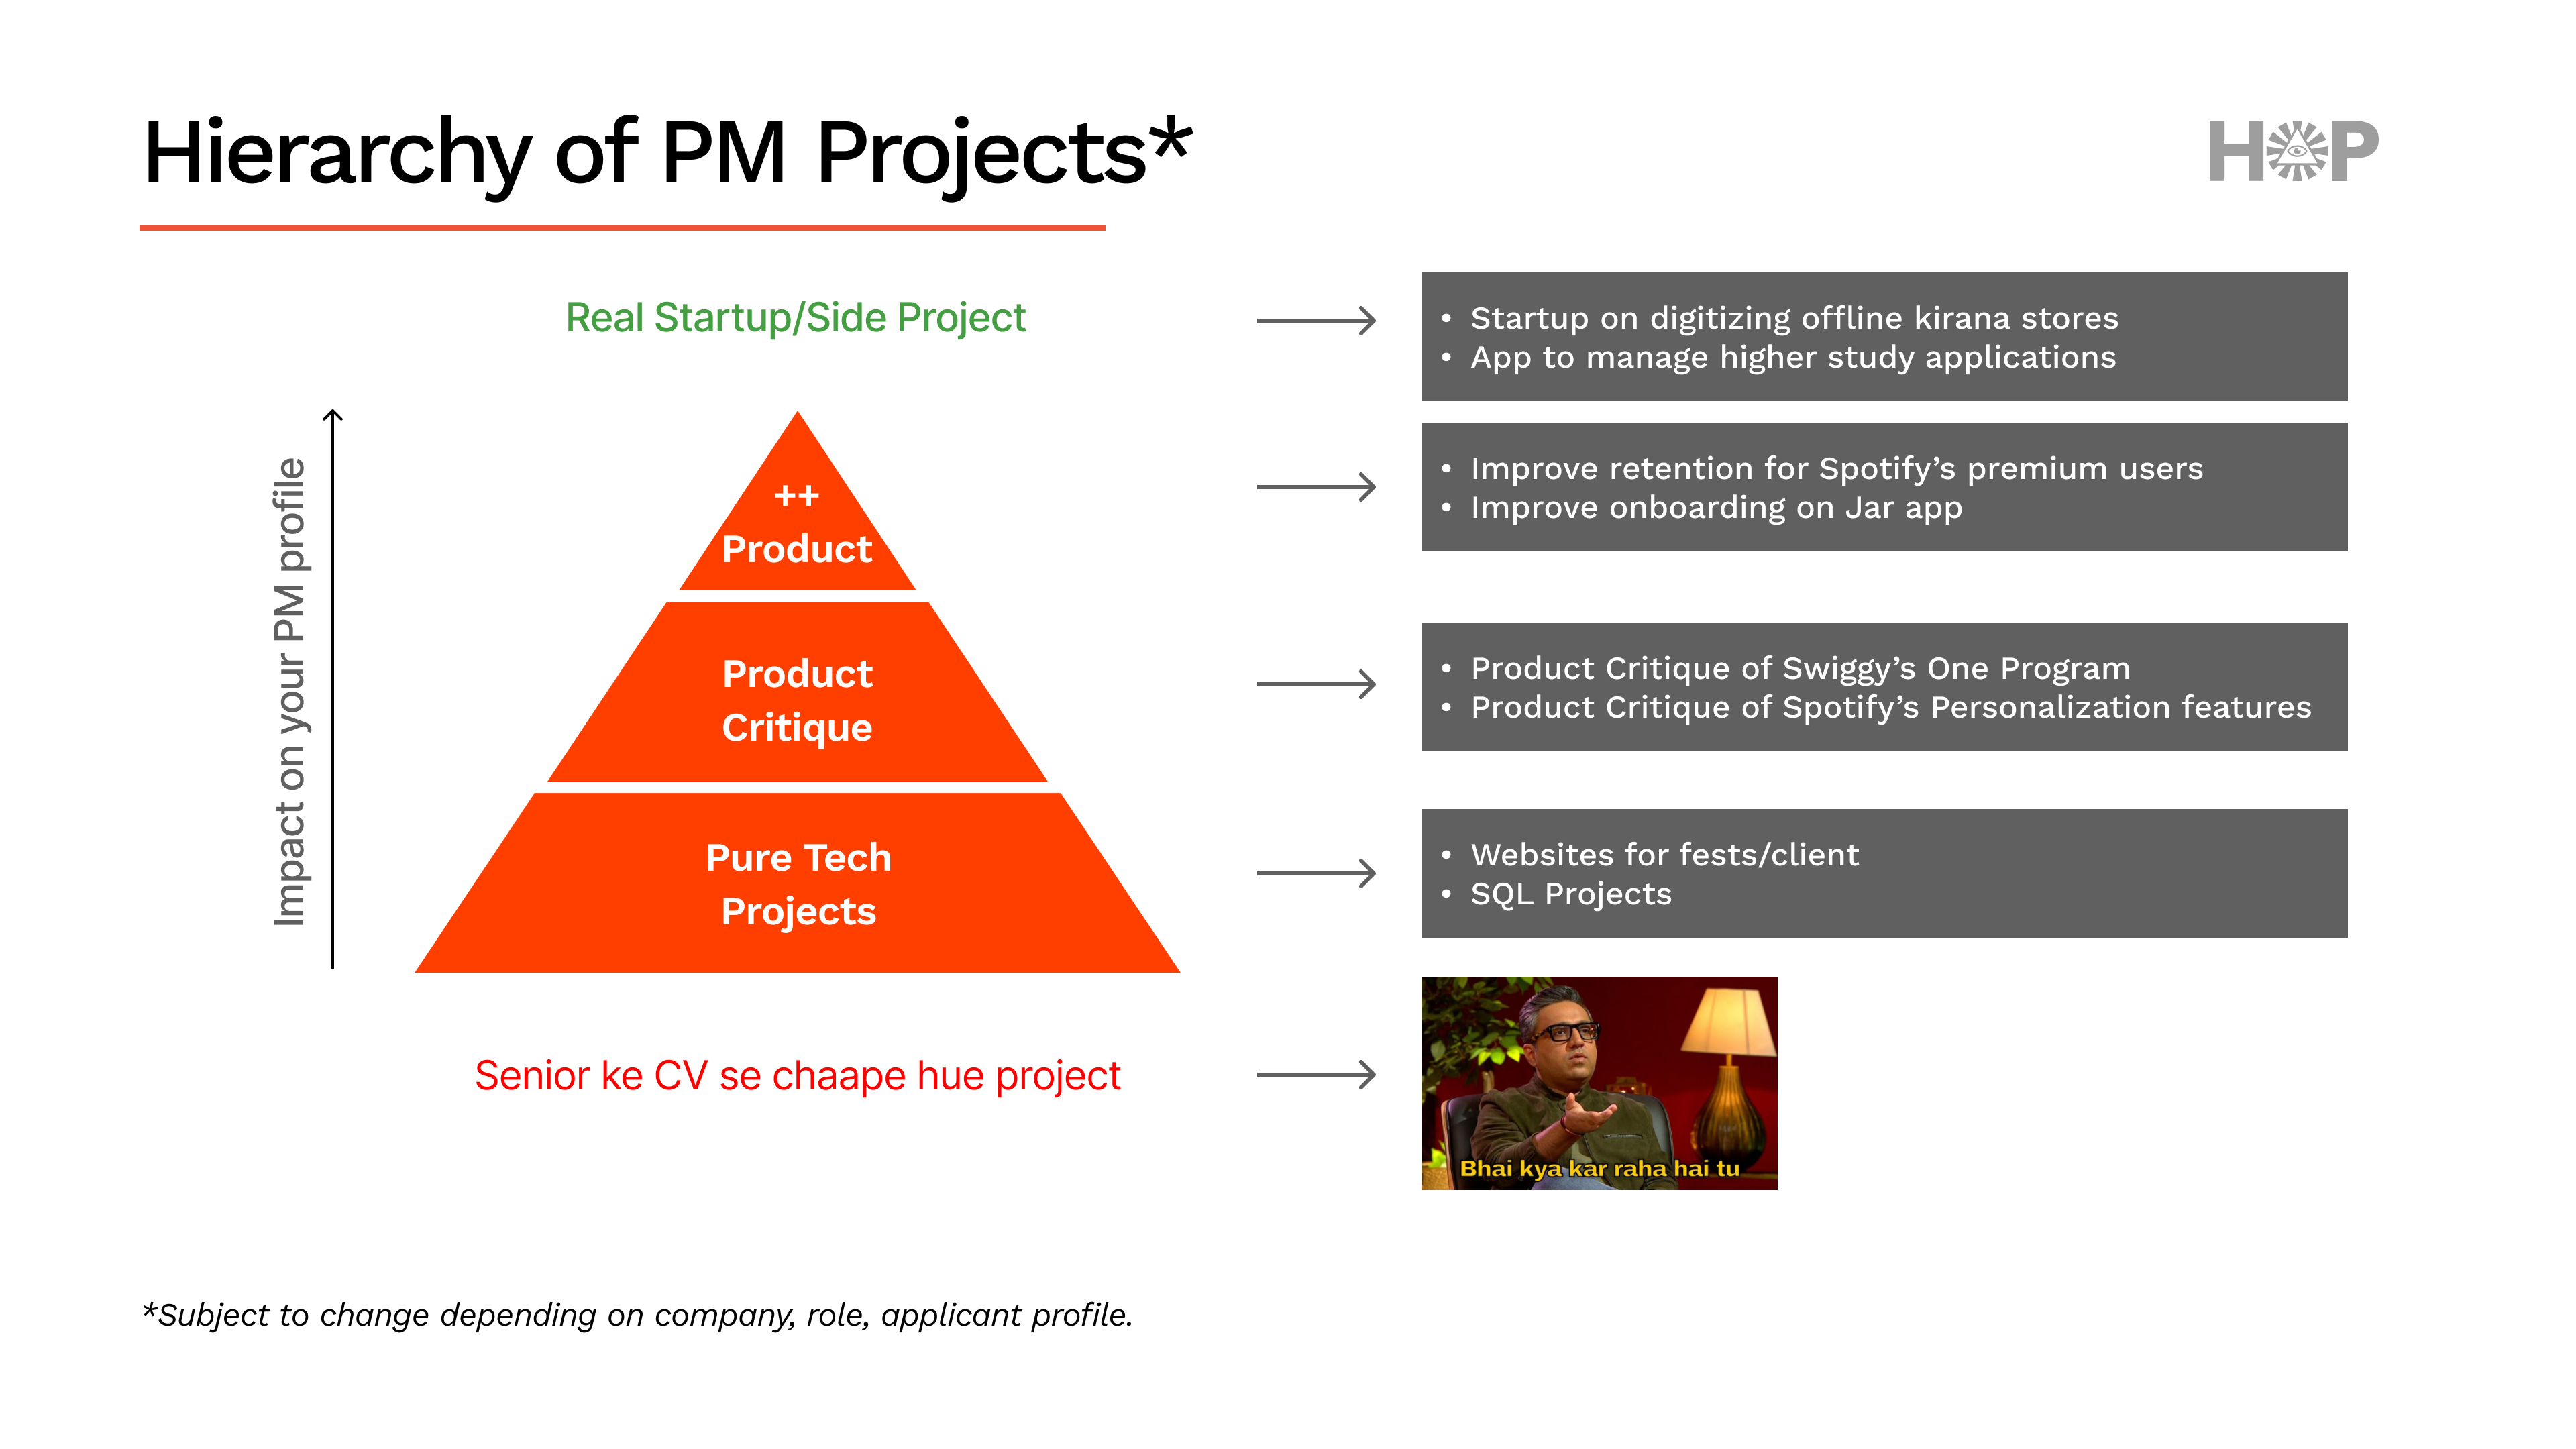 Hierarchy of PM Projects*
HOP
Real Startup/Side Project
• Startup on digitizing offline kirana stores
• App to manage higher study applications
Impact on your PM profile
++
Product
• Improve retention for Spotify’s premium users
• Improve onboarding on Jar app
Product
Critique
• Product Critique of Swiggy’s One Program
• Product Critique of Spotify’s Personalization features
Pure Tech
Projects
• Websites for fests/client
• SQL Projects
Senior ke CV se chaape hue project
Bhai kya kar raha hai tu
*Subject to change depending on company, role, applicant profile.